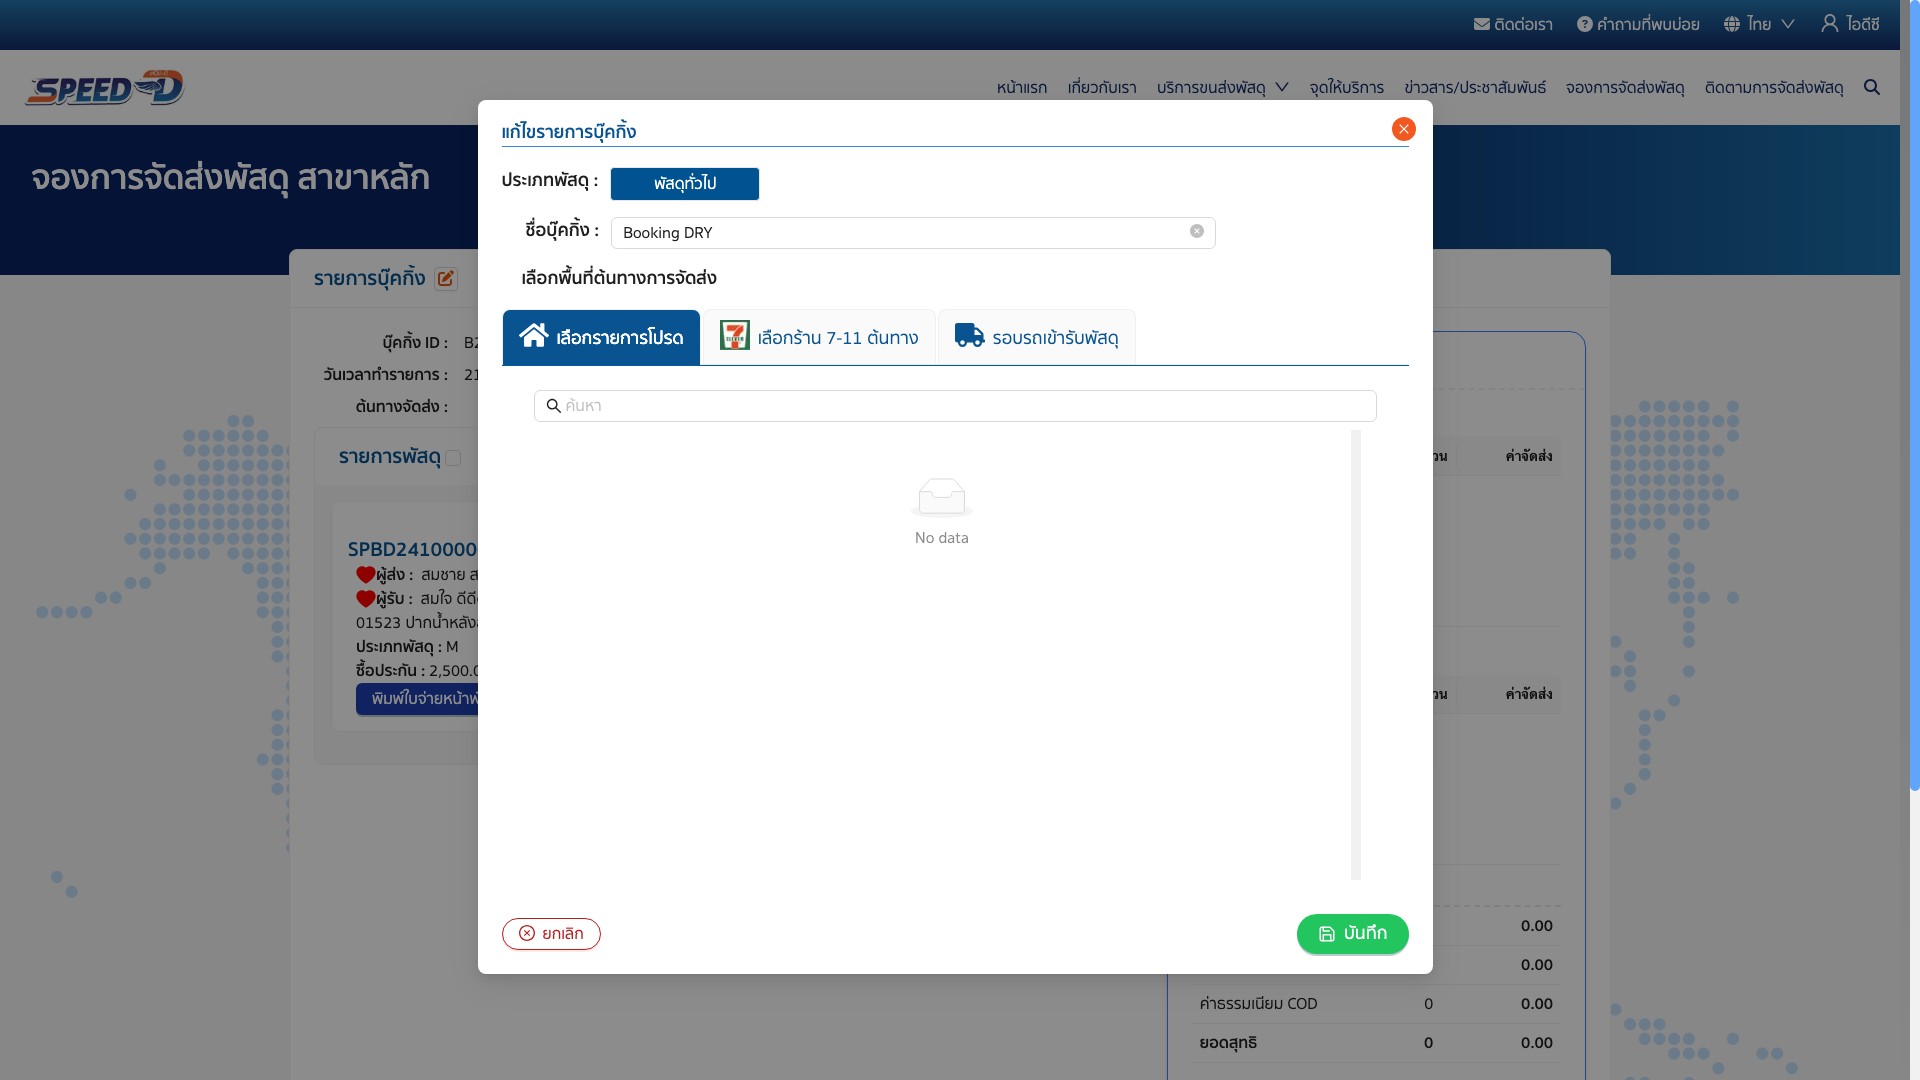 ติดต่อเรา คำถามที่พบบ่อย ไทย ไอดีซี
SPEED-D
หน้าแรก เกี่ยวกับเรา บริการขนส่งพัสดุ จุดให้บริการ ข่าวสาร/ประชาสัมพันธ์ จองการจัดส่งพัสดุ ติดตามการจัดส่งพัสดุ
จองการจัดส่งพัสดุ สาขาหลัก
แก้ไขรายการบุ๊คกิ้ง
ประเภทพัสดุ : พัสดุทั่วไป
ชื่อบุ๊คกิ้ง : Booking DRY
เลือกพื้นที่ต้นทางการจัดส่ง
เลือกรายการโปรด เลือกร้าน 7-11 ต้นทาง รอบรถเข้ารับพัสดุ
ค้นหา
No data
ยกเลิก บันทึก
รายการบุ๊คกิ้ง
บุ๊คกิ้ง ID :
วันเวลาทำรายการ : 21
ต้นทางจัดส่ง :
รายการพัสดุ
SPBD2410000
ผู้ส่ง : สมชาย
ผู้รับ : สมใจ
01523 ปากน้ำหลัง
ประเภทพัสดุ : M
ซื้อประกัน : 2,500.0
พิมพ์ใบจ่ายหน้า
ค่าจัดส่ง
ค่าจัดส่ง
0.00
0.00
ค่าธรรมเนียม COD 0 0.00
ยอดสุทธิ 0 0.00